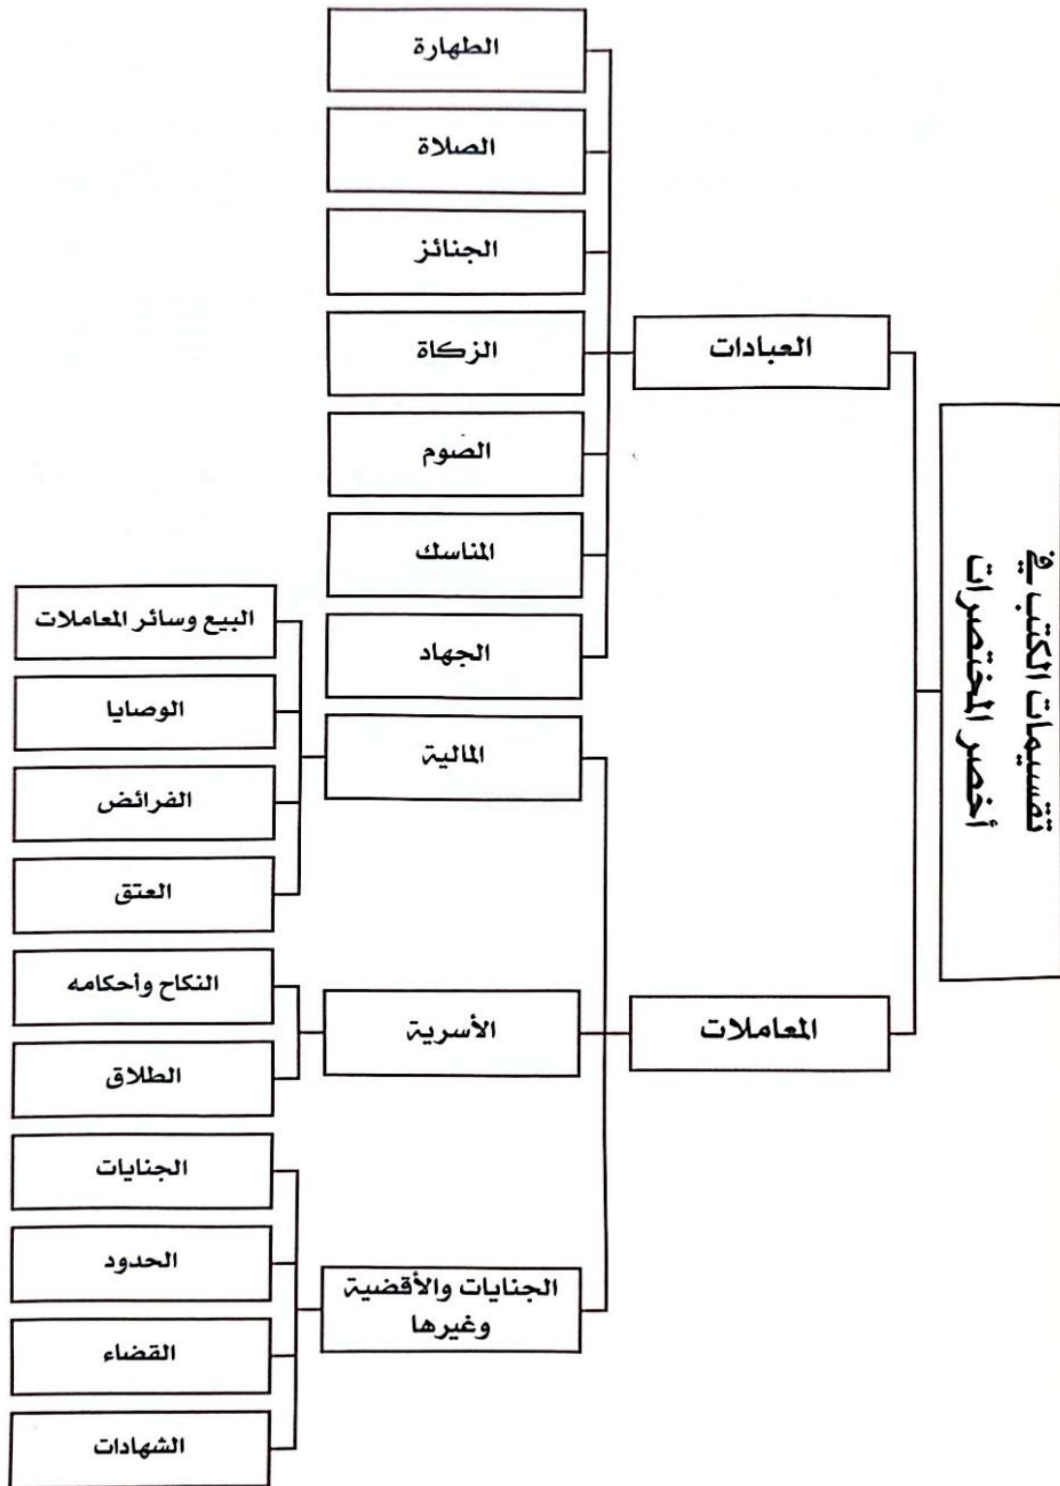 تقسيمات الكتب في
أخصر المختصرات
العبادات
الطهارة
الصلاة
الجنائز
الزكاة
الصوم
المناسك
الجهاد
المعاملات
المالية
البيع وسائر المعاملات
الوصايا
الفرائض
العتق
الأسرية
النكاح وأحكامه
الطلاق
الجنايات والأقضية
وغيرها
الجنايات
الحدود
القضاء
الشهادات